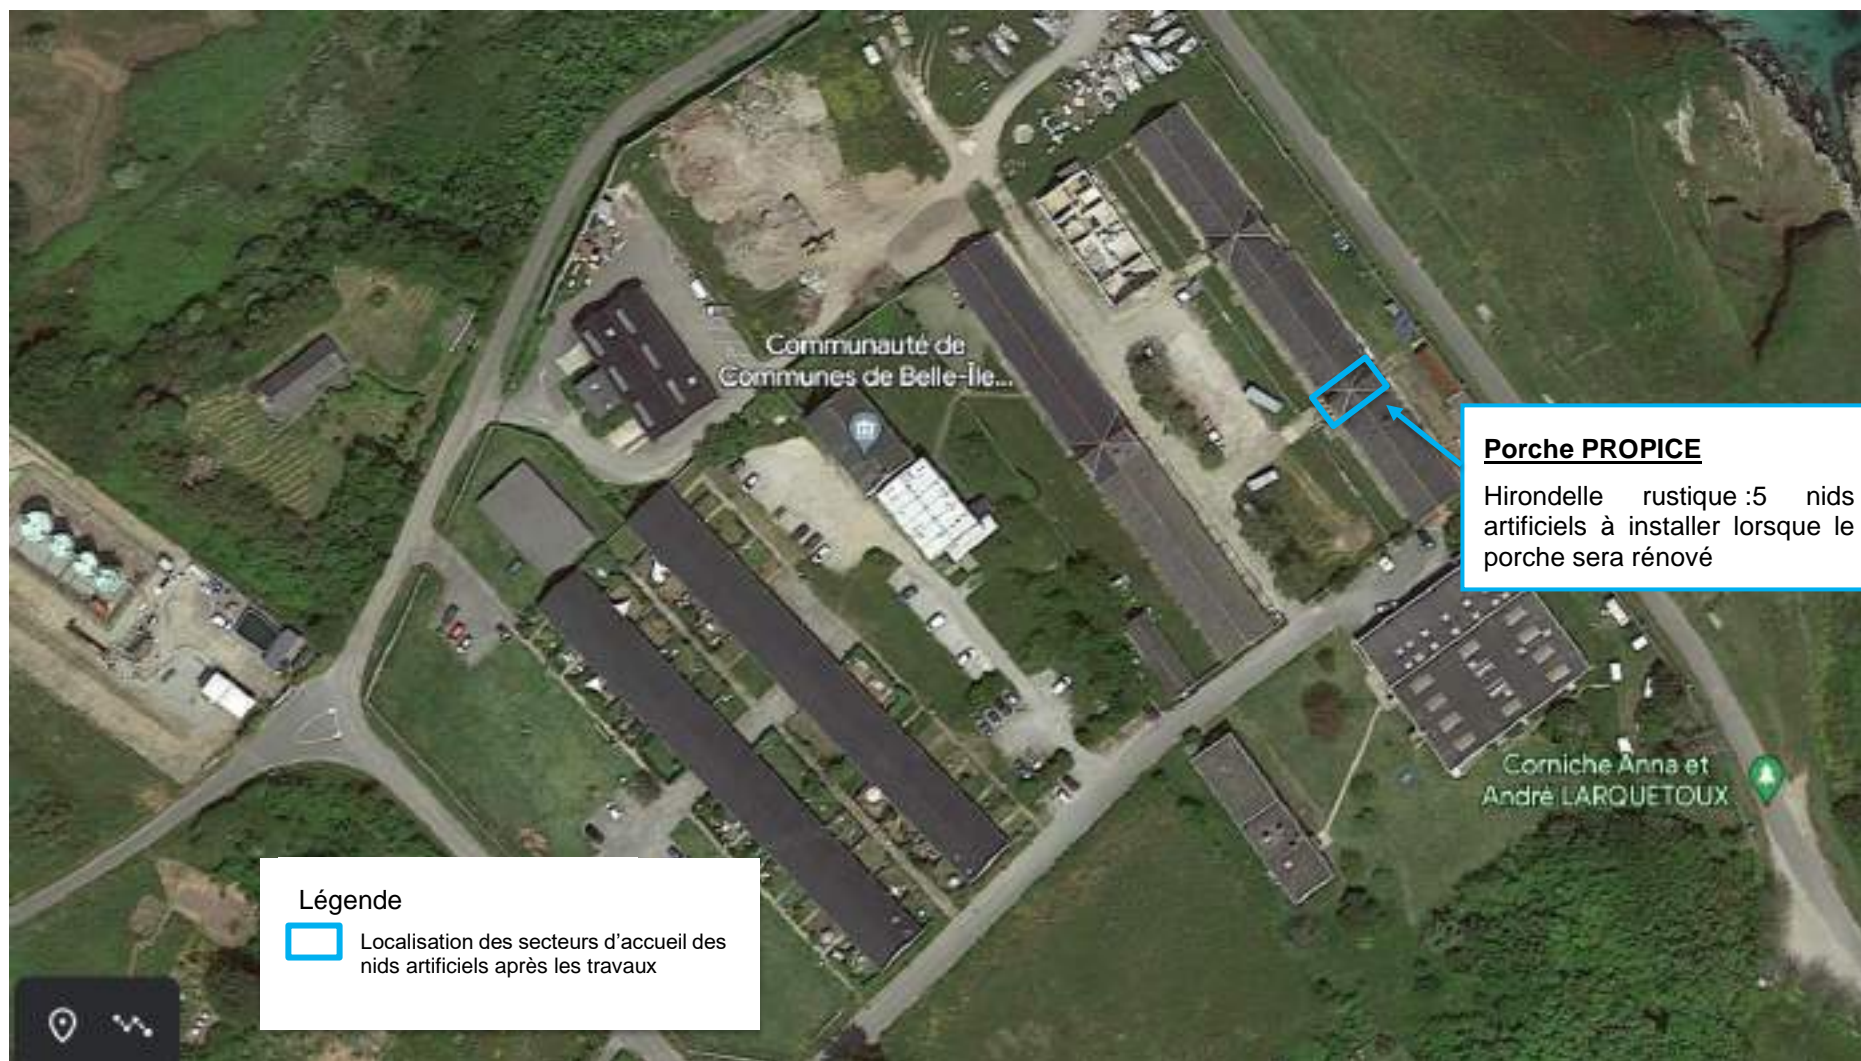 Communauté de
Communes de Belle-Île...
Porche PROPICE
Hirondelle rustique :5 nids
artificiels à installer lorsque le
porche sera rénové
Corniche Anna et
André LARQUETOUX
Légende
Localisation des secteurs d'accueil des
nids artificiels après les travaux